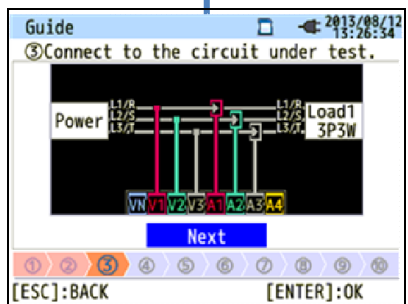 Guide 2013/08/12
13:26:34
③Connect to the circuit under test.
L1/R L1/R
Power L2/S L2/S Load1
L3/T L3/T 3P3W
VN V1 V2 V3 A1 A2 A3 A4
Next
① ② ③ ④ ⑤ ⑥ ⑦ ⑧ ⑨ ⑩
[ESC]:BACK [ENTER]:OK